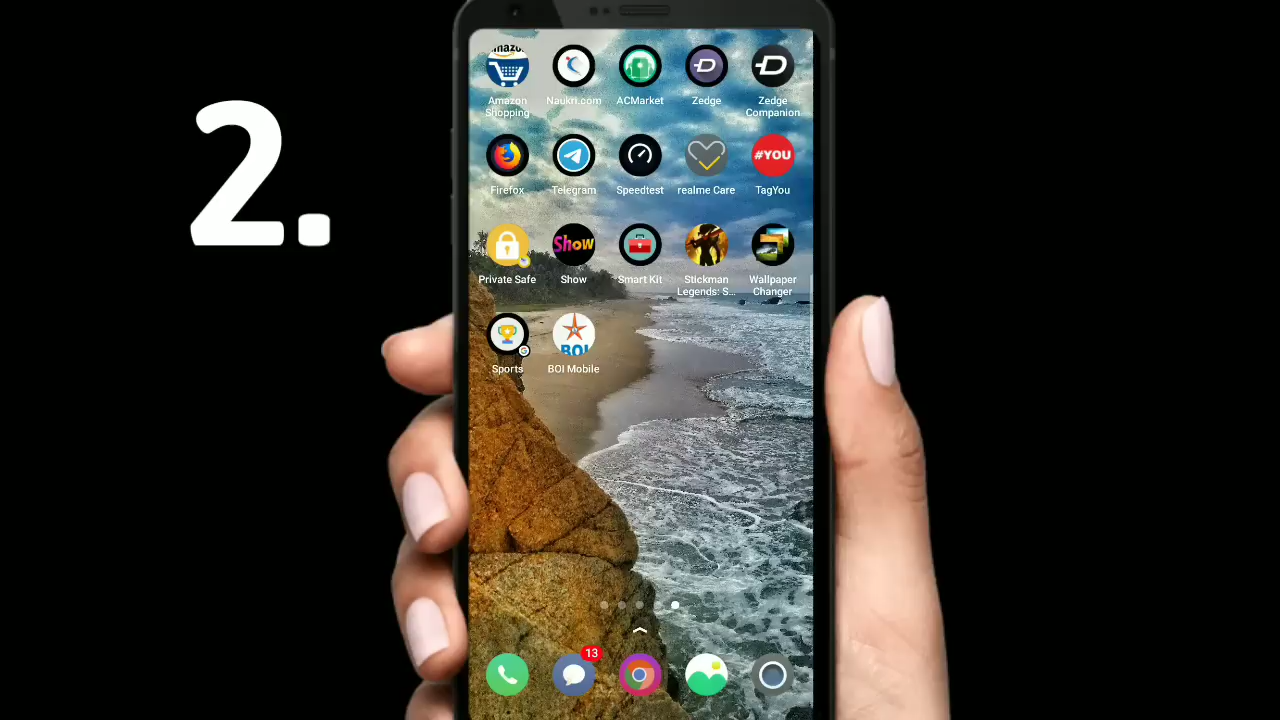 2.
amazo
Amazon Shopping
Naukri.com
ACMarket
Zedge
Zedge Companion
Firefox
Telegram
Speedtest
realme Care
#YOU
TagYou
Private Safe
Show
Show
Smart Kit
Stickman Legends: S...
Wallpaper Changer
Sports
BOI
BOI Mobile
13